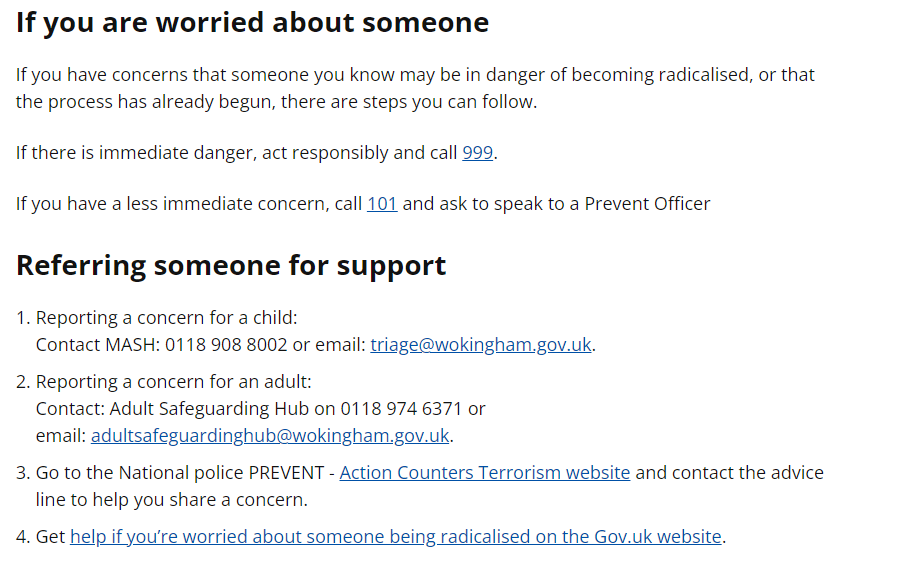 If you are worried about someone
If you have concerns that someone you know may be in danger of becoming radicalised, or that
the process has already begun, there are steps you can follow.
If there is immediate danger, act responsibly and call 999.
If you have a less immediate concern, call 101 and ask to speak to a Prevent Officer
Referring someone for support
1. Reporting a concern for a child:
Contact MASH: 0118 908 8002 or email: triage@wokingham.gov.uk.
2. Reporting a concern for an adult:
Contact: Adult Safeguarding Hub on 0118 974 6371 or
email: adultsafeguardinghub@wokingham.gov.uk.
3. Go to the National police PREVENT - Action Counters Terrorism website and contact the advice
line to help you share a concern.
4. Get help if you’re worried about someone being radicalised on the Gov.uk website.